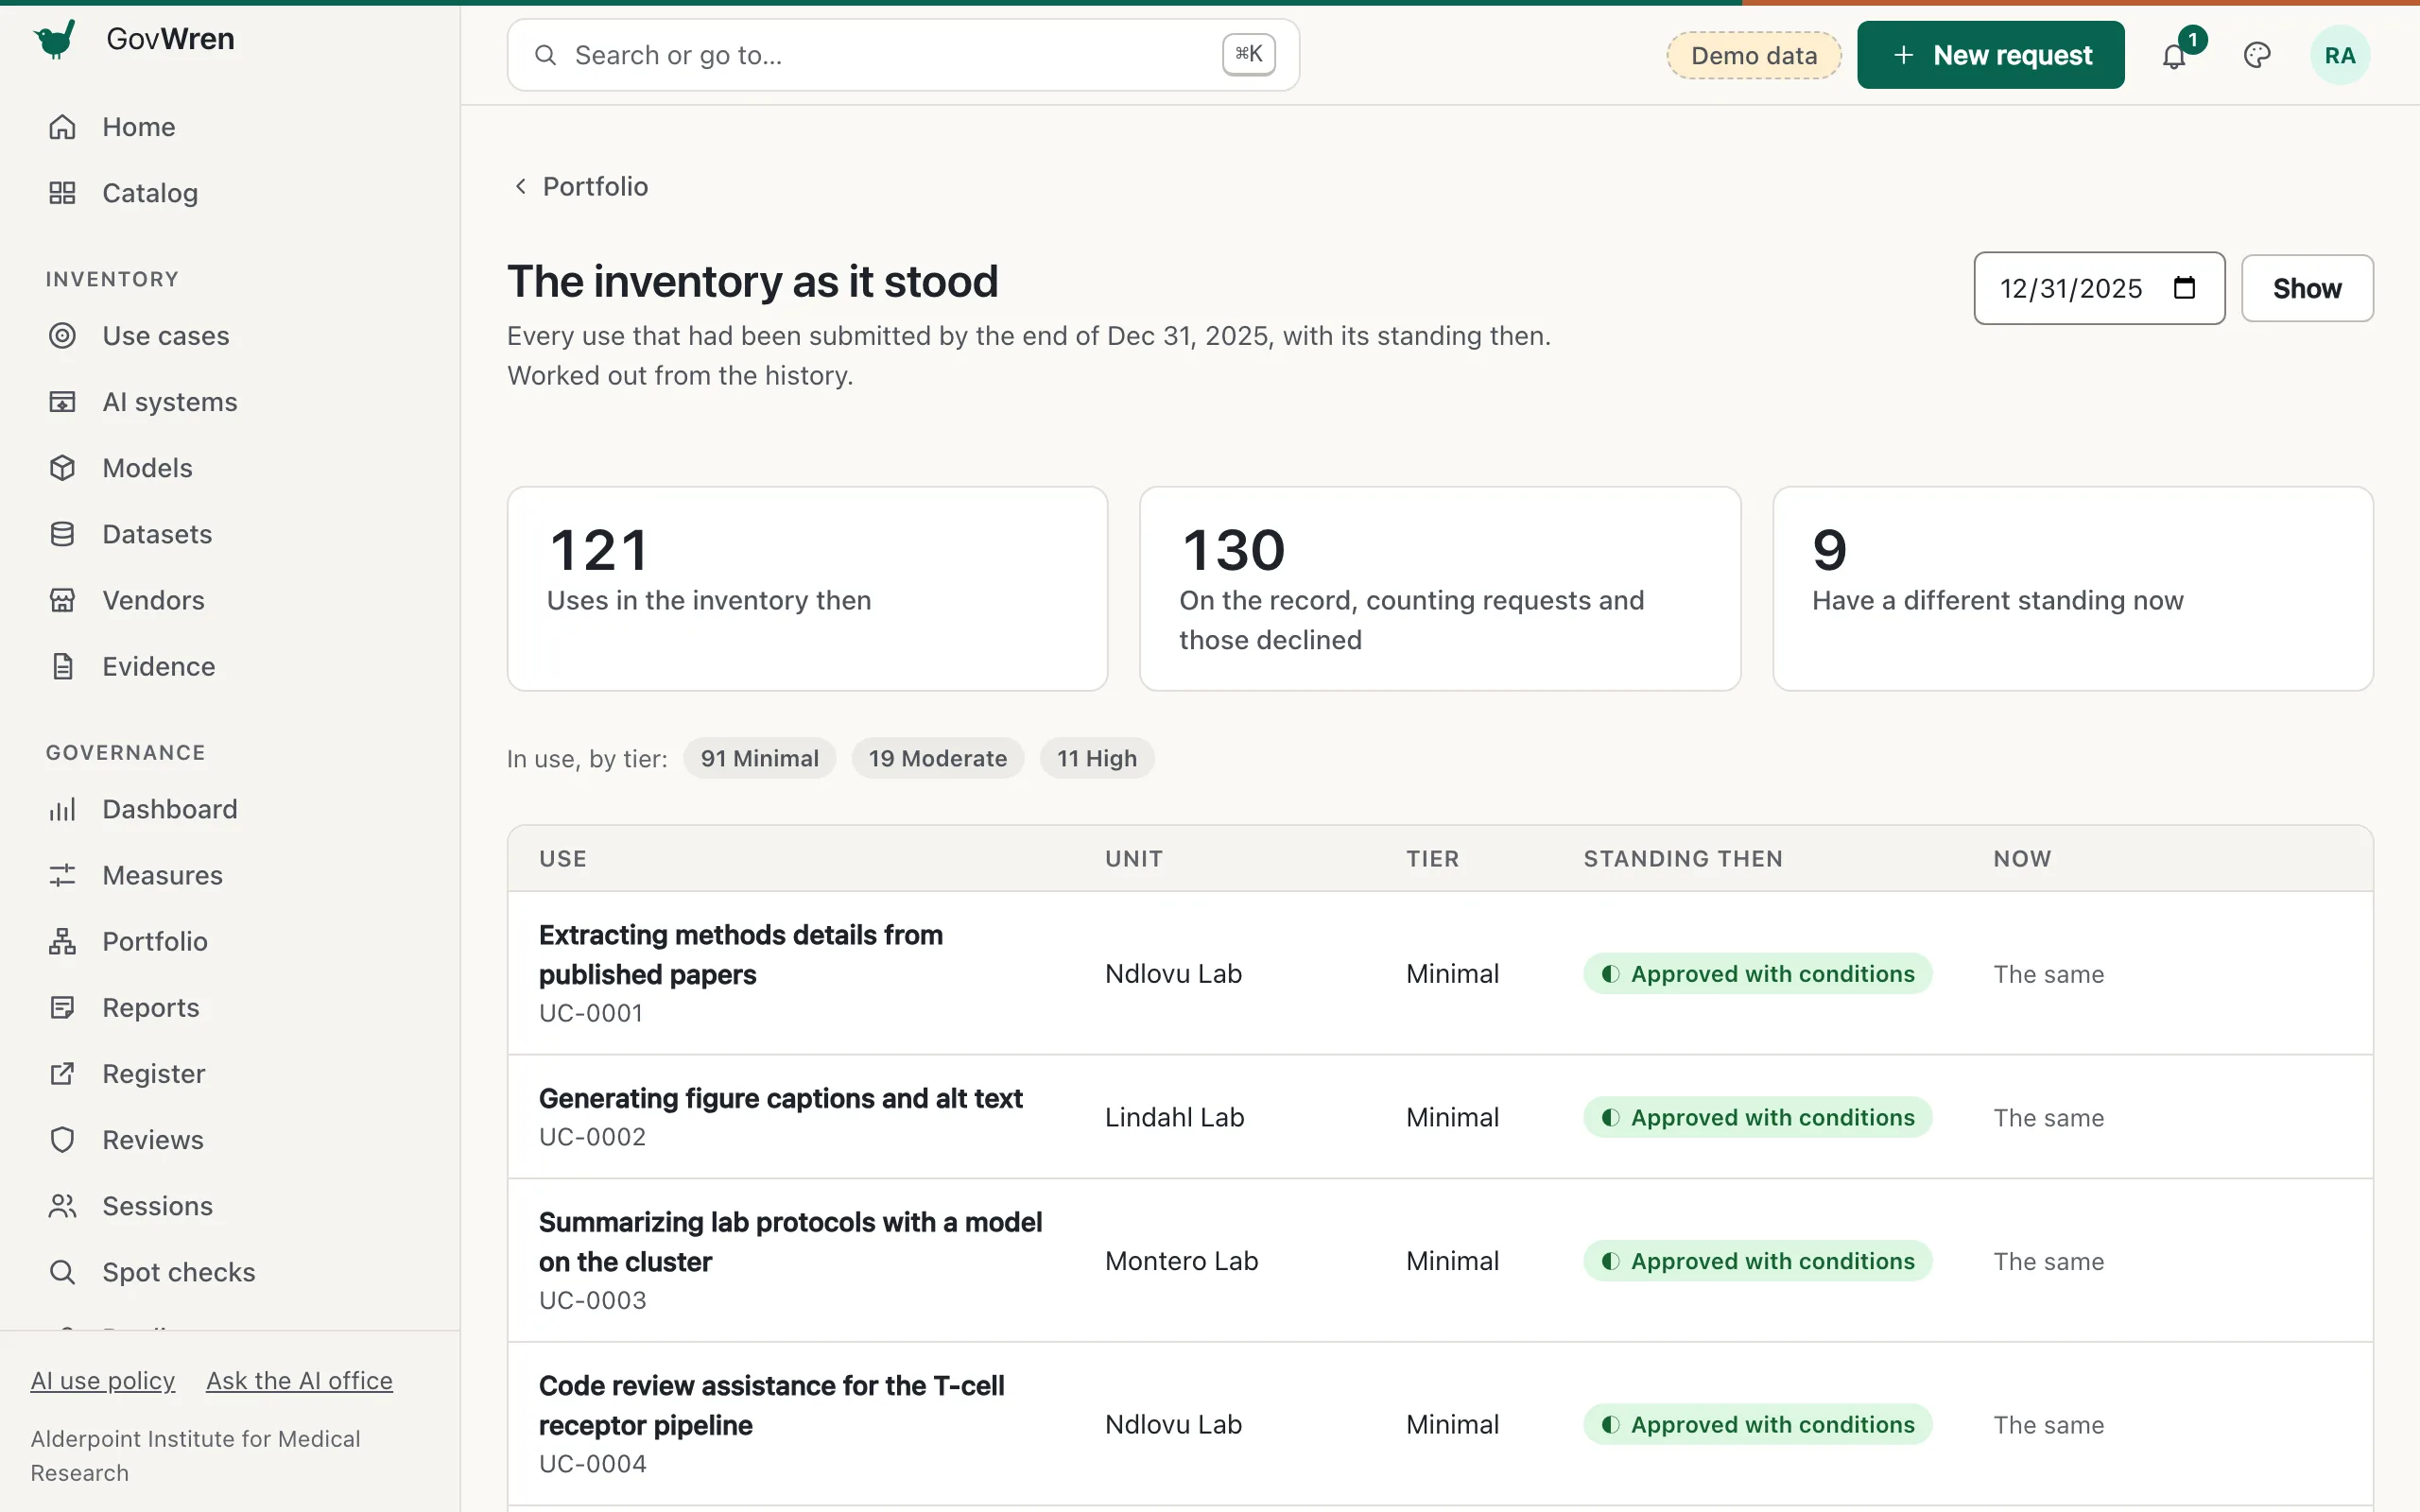 GovWren
Search or go to...
⌘K
Demo data
+ New request
1
RA
Home
Catalog
INVENTORY
Use cases
AI systems
Models
Datasets
Vendors
Evidence
GOVERNANCE
Dashboard
Measures
Portfolio
Reports
Register
Reviews
Sessions
Spot checks
AI use policy
Ask the AI office
Alderpoint Institute for Medical
Research
Portfolio
The inventory as it stood
Every use that had been submitted by the end of Dec 31, 2025, with its standing then.
Worked out from the history.
12/31/2025
Show
121
Uses in the inventory then
130
On the record, counting requests and
those declined
9
Have a different standing now
In use, by tier:
91 Minimal
19 Moderate
11 High
USE
UNIT
TIER
STANDING THEN
NOW
Extracting methods details from
published papers
UC-0001
Ndlovu Lab
Minimal
Approved with conditions
The same
Generating figure captions and alt text
UC-0002
Lindahl Lab
Minimal
Approved with conditions
The same
Summarizing lab protocols with a model
on the cluster
UC-0003
Montero Lab
Minimal
Approved with conditions
The same
Code review assistance for the T-cell
receptor pipeline
UC-0004
Ndlovu Lab
Minimal
Approved with conditions
The same